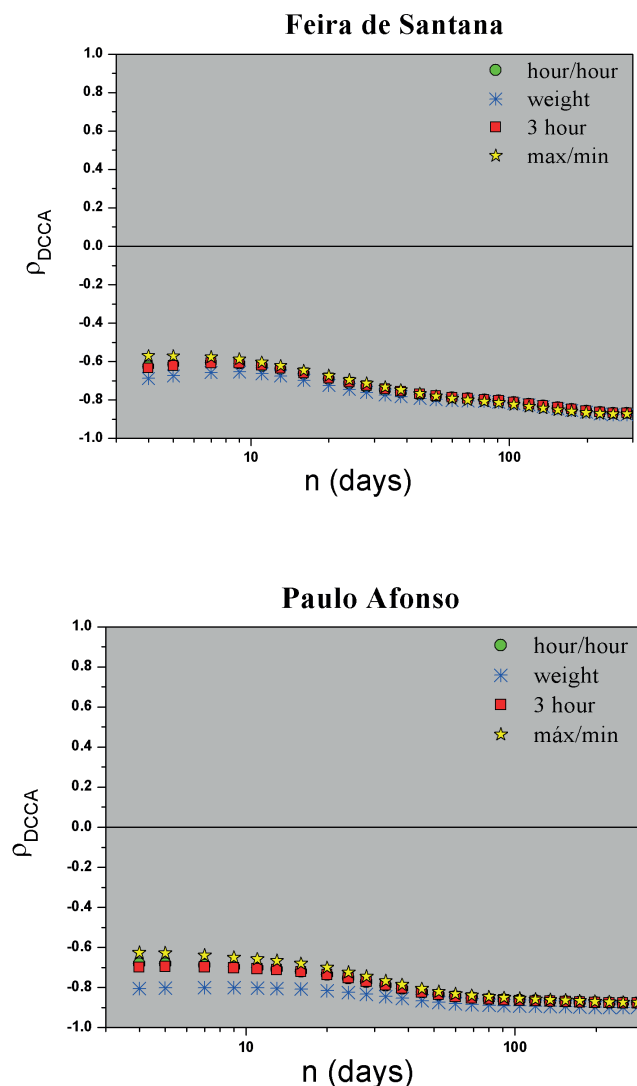 Feira de Santana
1.0
0.8
0.6
0.4
0.2
0.0
-0.2
-0.4
-0.6
-0.8
-1.0
ρDCCA
hour/hour
weight
3 hour
max/min
10
100
n (days)
Paulo Afonso
1.0
0.8
0.6
0.4
0.2
0.0
-0.2
-0.4
-0.6
-0.8
-1.0
ρDCCA
hour/hour
weight
3 hour
máx/min
10
100
n (days)